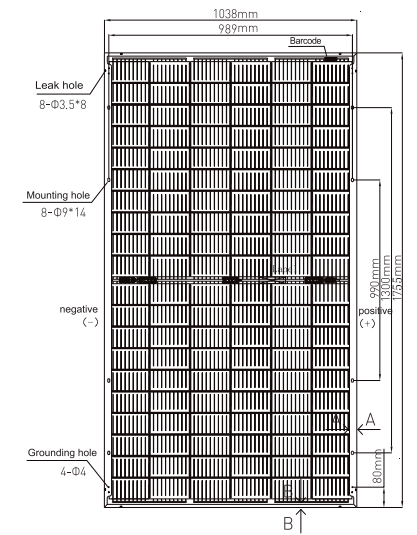 1038mm
989mm
Barcode
Leak hole
8-Φ3.5*8
Mounting hole
8-Φ9*14
990mm
1300mm
1755mm
negative
(-)
positive
(+)
A
A
Grounding hole
4-Φ4
80mm
B
B